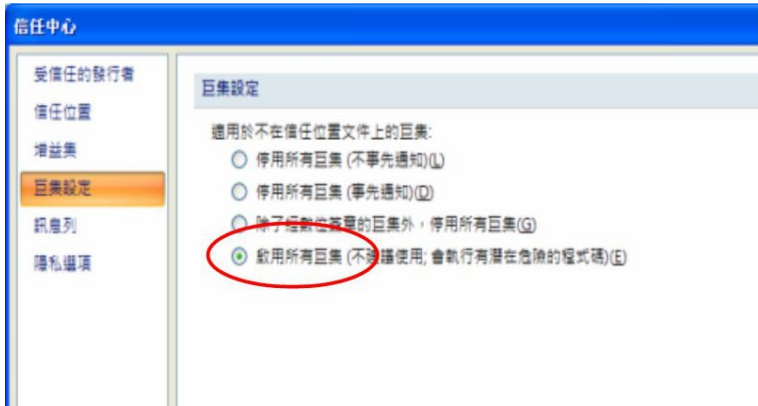 信任中心
受信任的發行者
信任位置
增益集
巨集設定
訊息列
隱私選項
巨集設定
適用於不在信任位置文件上的巨集:
停用所有巨集 (不事先通知)(L)
停用所有巨集 (事先通知)(D)
除了經數位簽章的巨集外，停用所有巨集(G)
啟用所有巨集 (不建議使用; 會執行有潛在危險的程式碼)(E)